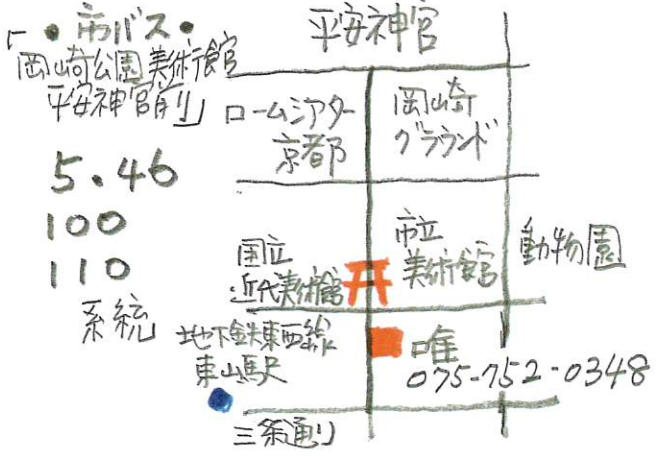 ・市バス・
「岡崎公園美術館
平安神宮前」
5・46
100
110
系統
平安神宮
ロームシアター
京都
岡崎
グラウンド
国立
近代美術館
市立
美術館
動物園
地下鉄東西線
東山駅
唯
075-752-0348
三条通り